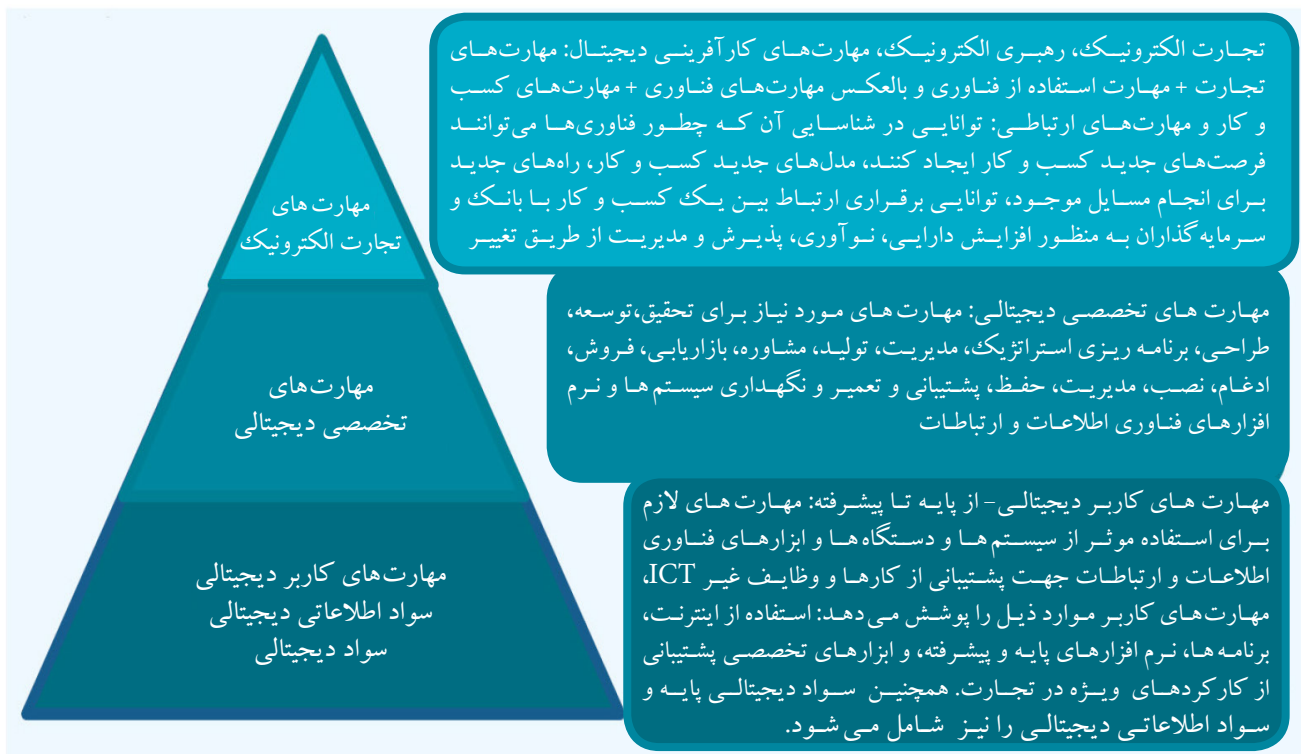 تجارت الکترونیک، رهبری الکترونیک، مهارت‌های کارآفرینی دیجیتال: مهارت‌های
تجارت + مهارت استفاده از فناوری و بالعکس مهارت‌های فناوری + مهارت‌های کسب
و کار و مهارت‌های ارتباطی: توانایی در شناسایی آن که چطور فناوری‌ها می‌توانند
فرصت‌های جدید کسب و کار ایجاد کنند، مدل‌های جدید کسب و کار، راه‌های جدید
برای انجام مسایل موجود، توانایی برقراری ارتباط بین یک کسب و کار با بانک و
سرمایه‌گذاران به منظور افزایش دارایی، نوآوری، پذیرش و مدیریت از طریق تغییر
مهارت های
تجارت الکترونیک
مهارت های تخصصی دیجیتالی: مهارت های مورد نیاز برای تحقیق،توسعه،
طراحی، برنامه ریزی استراتژیک، مدیریت، تولید، مشاوره، بازاریابی، فروش،
ادغام، نصب، مدیریت، حفظ، پشتیبانی و تعمیر و نگهداری سیستم ها و نرم
افزارهای فناوری اطلاعات و ارتباطات
مهارت‌های
تخصصی دیجیتالی
مهارت های کاربر دیجیتالی- از پایه تا پیشرفته: مهارت های لازم
برای استفاده موثر از سیستم ها و دستگاه ها و ابزارهای فناوری
اطلاعات و ارتباطات جهت پشتیبانی از کارها و وظایف غیر ICT،
مهارت‌های کاربر موارد ذیل را پوشش می‌دهد: استفاده از اینترنت،
برنامه ها، نرم افزارهای پایه و پیشرفته، و ابزارهای تخصصی پشتیبانی
از کارکردهای ویژه در تجارت. همچنین سواد دیجیتالی پایه و
سواد اطلاعاتی دیجیتالی را نیز شامل می شود.
مهارت‌های کاربر دیجیتالی
سواد اطلاعاتی دیجیتالی
سواد دیجیتالی